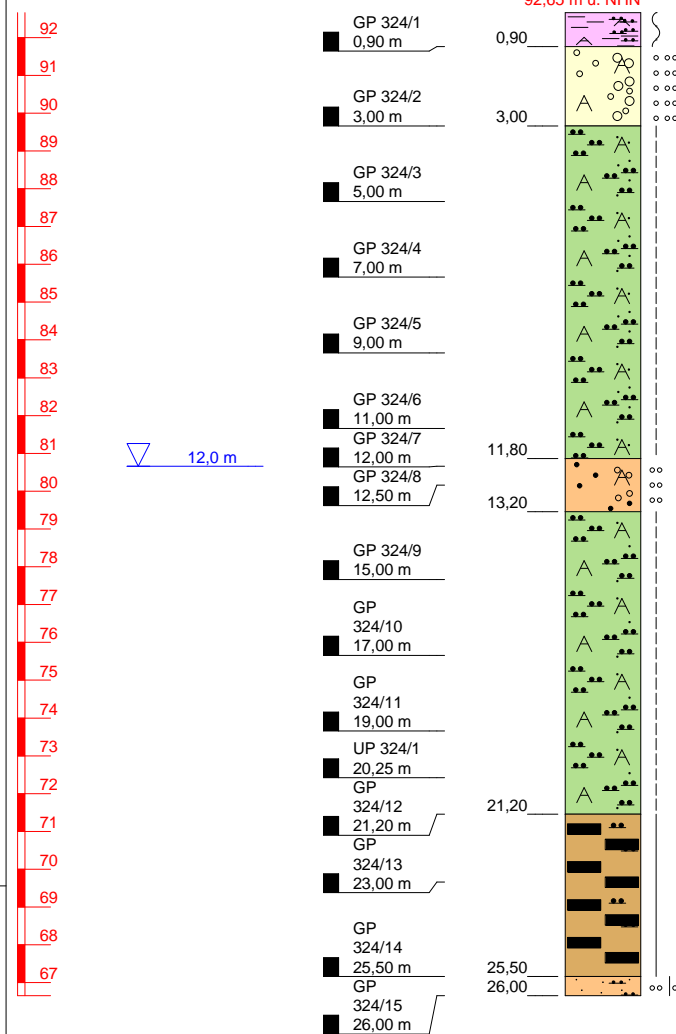 92,65 m ü. NHN
92
91
90
89
88
87
86
85
84
83
82
81
80
79
78
77
76
75
74
73
72
71
70
69
68
67
12,0 m
GP 324/1
0,90 m
GP 324/2
3,00 m
GP 324/3
5,00 m
GP 324/4
7,00 m
GP 324/5
9,00 m
GP 324/6
11,00 m
GP 324/7
12,00 m
GP 324/8
12,50 m
GP 324/9
15,00 m
GP
324/10
17,00 m
GP
324/11
19,00 m
UP 324/1
20,25 m
GP
324/12
21,20 m
GP
324/13
23,00 m
GP
324/14
25,50 m
GP
324/15
26,00 m
0,90
3,00
11,80
13,20
21,20
25,50
26,00